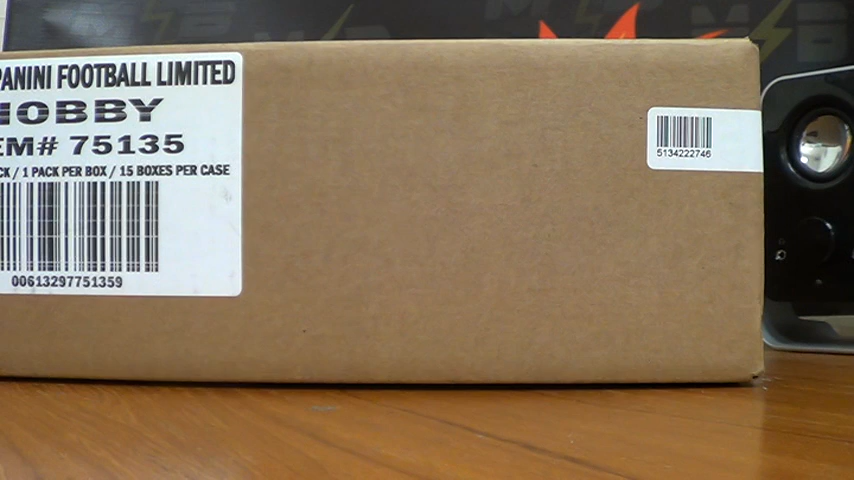 PANINI FOOTBALL LIMITED
HOBBY
EM# 75135
CK / 1 PACK PER BOX / 15 BOXES PER CASE
00613297751359
5134222746